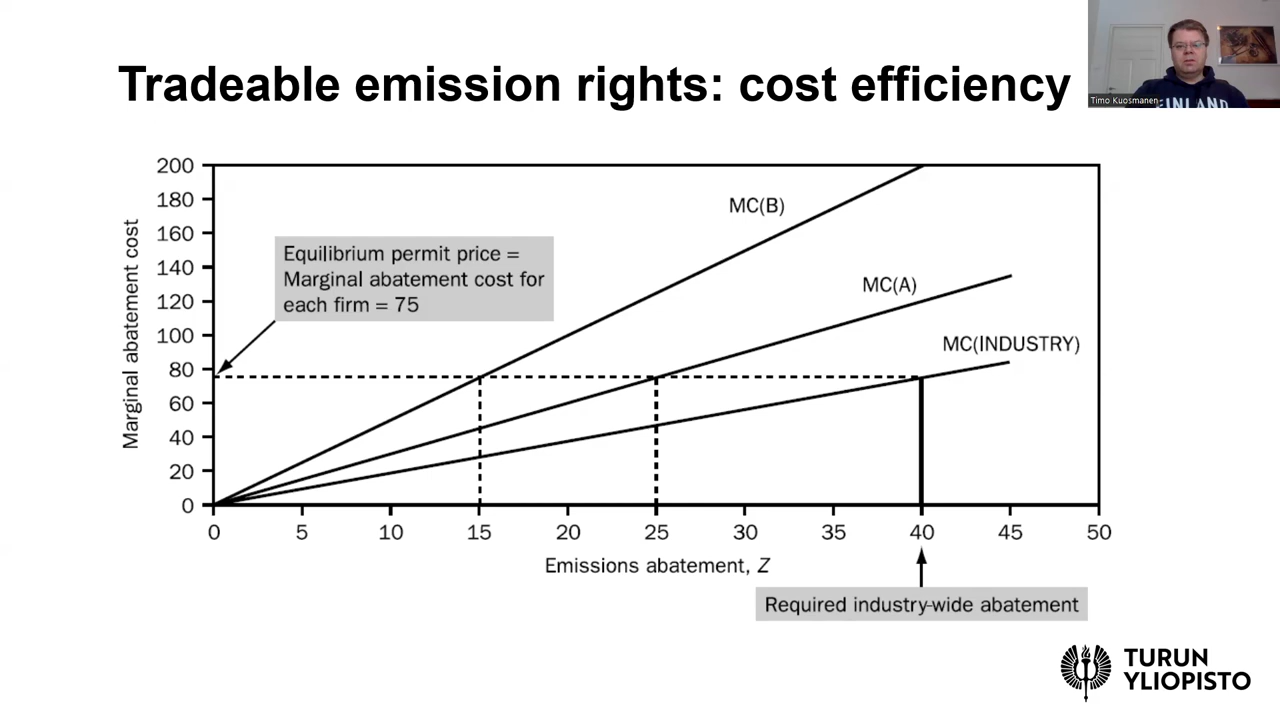 Tradeable emission rights: cost efficiency
Timo Kuosmanen
FINLAND
200
180
160
140
120
100
80
60
40
20
0
Marginal abatement cost
Equilibrium permit price =
Marginal abatement cost for
each firm = 75
MC(B)
MC(A)
MC(INDUSTRY)
0 5 10 15 20 25 30 35 40 45 50
Emissions abatement, Z
Required industry-wide abatement
TURUN
YLIOPISTO